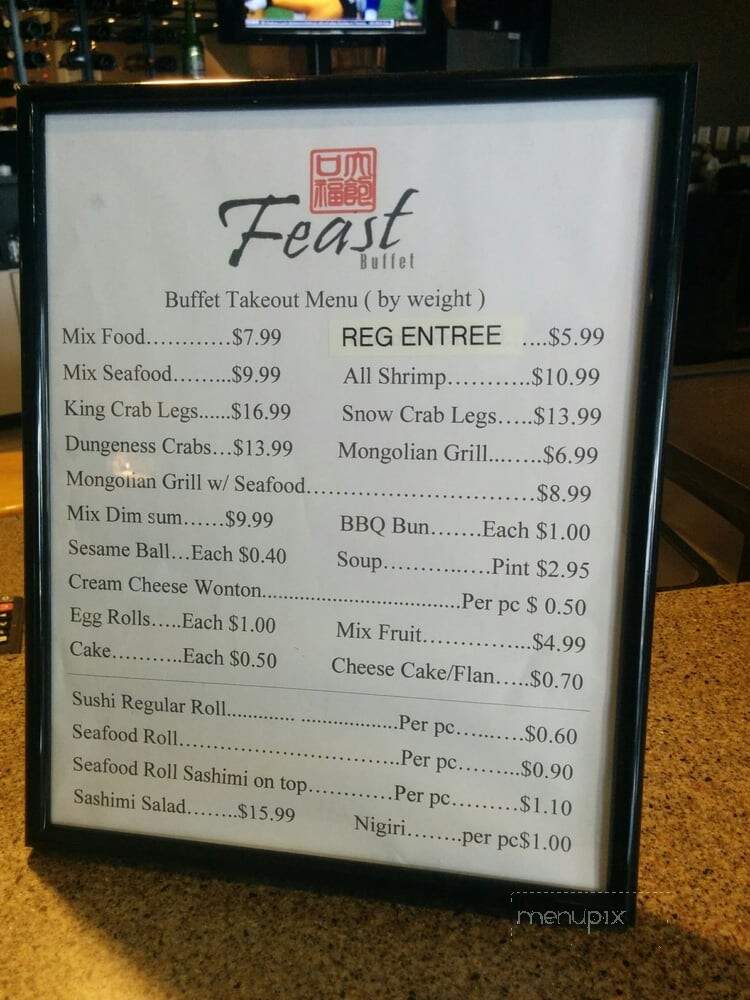 口大
福飽
Feast
Buffet
Buffet Takeout Menu ( by weight )
Mix Food............$7.99 REG ENTREE ....$5.99
Mix Seafood.........$9.99 All Shrimp...........$10.99
King Crab Legs......$16.99 Snow Crab Legs.....$13.99
Dungeness Crabs...$13.99 Mongolian Grill.........$6.99
Mongolian Grill w/ Seafood.................................$8.99
Mix Dim sum......$9.99 BBQ Bun.......Each $1.00
Sesame Ball...Each $0.40 Soup..............Pint $2.95
Cream Cheese Wonton..........................................Per pc $ 0.50
Egg Rolls.....Each $1.00 Mix Fruit..............$4.99
Cake...........Each $0.50 Cheese Cake/Flan.....$0.70
Sushi Regular Roll............. ...................Per pc.........$0.60
Seafood Roll................................Per pc.........$0.90
Seafood Roll Sashimi on top............Per pc.........$1.10
Sashimi Salad........$15.99 Nigiri........per pc$1.00
menupix